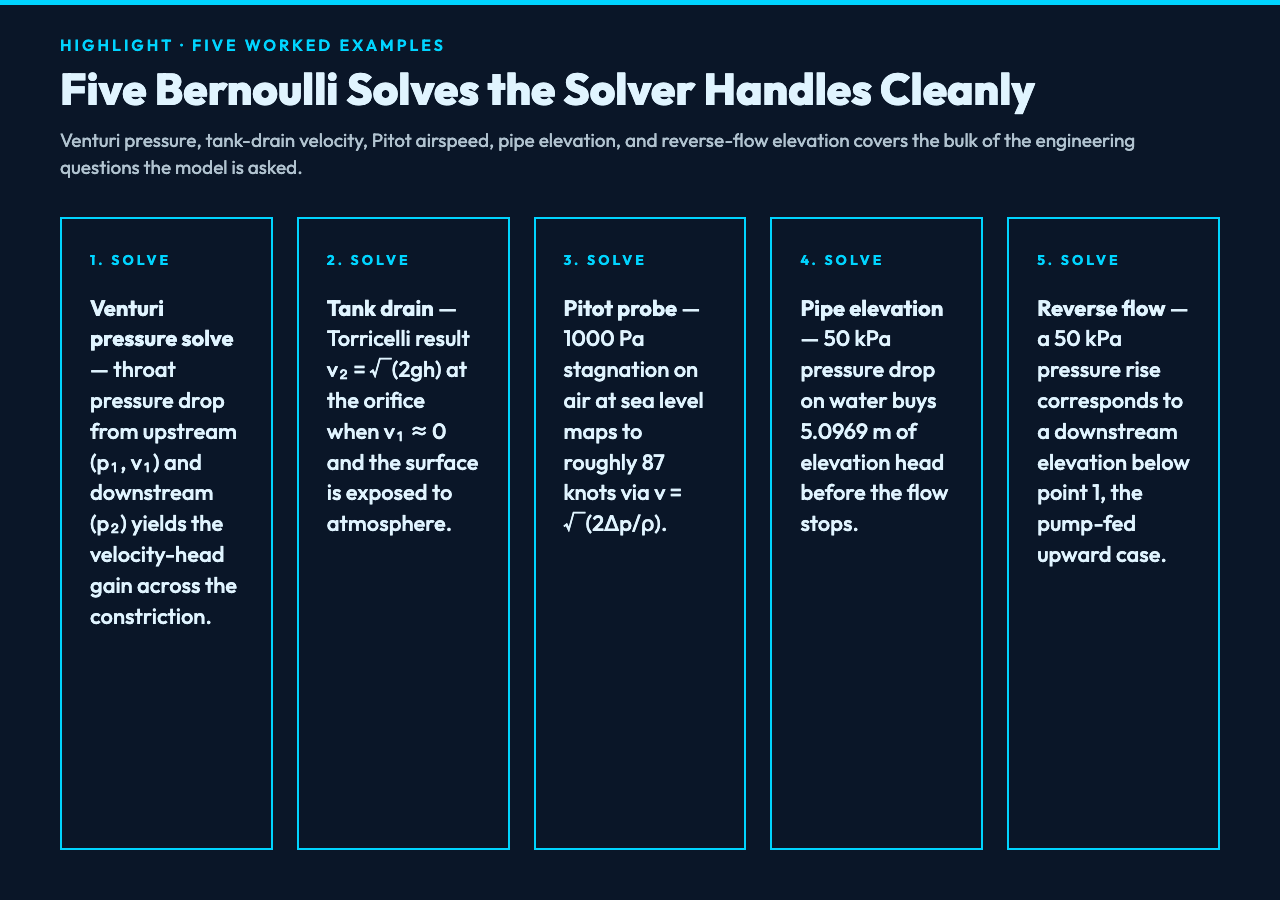 HIGHLIGHT · FIVE WORKED EXAMPLES
Five Bernoulli Solves the Solver Handles Cleanly
Venturi pressure, tank-drain velocity, Pitot airspeed, pipe elevation, and reverse-flow elevation covers the bulk of the engineering
questions the model is asked.
1. SOLVE
Venturi
pressure solve
— throat
pressure drop
from upstream
(p₁, v₁) and
downstream
(p₂) yields the
velocity-head
gain across the
constriction.
2. SOLVE
Tank drain —
Torricelli result
v₂ = √(2gh) at
the orifice
when v₁ ≈ 0
and the surface
is exposed to
atmosphere.
3. SOLVE
Pitot probe —
1000 Pa
stagnation on
air at sea level
maps to
roughly 87
knots via v =
√(2Δp/ρ).
4. SOLVE
Pipe elevation
— 50 kPa
pressure drop
on water buys
5.0969 m of
elevation head
before the flow
stops.
5. SOLVE
Reverse flow —
a 50 kPa
pressure rise
corresponds to
a downstream
elevation below
point 1, the
pump-fed
upward case.